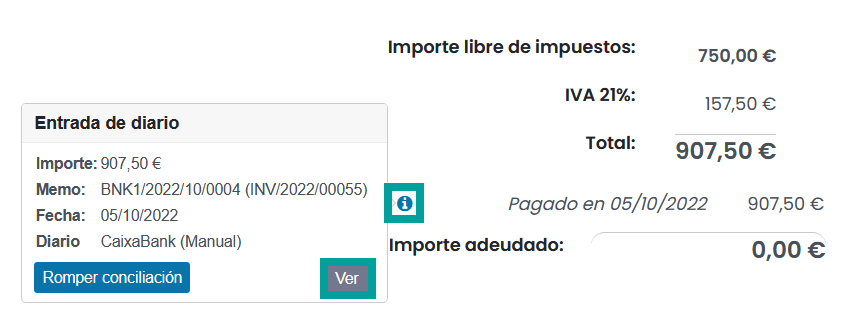 Importe libre de impuestos: 750,00 €
IVA 21%: 157,50 €
Total: 907,50 €
Entrada de diario
Importe: 907,50 €
Memo: BNK1/2022/10/0004 (INV/2022/00055)
Fecha: 05/10/2022
Diario CaixaBank (Manual)
Romper conciliación Ver
i
Pagado en 05/10/2022 907,50 €
Importe adeudado: 0,00 €